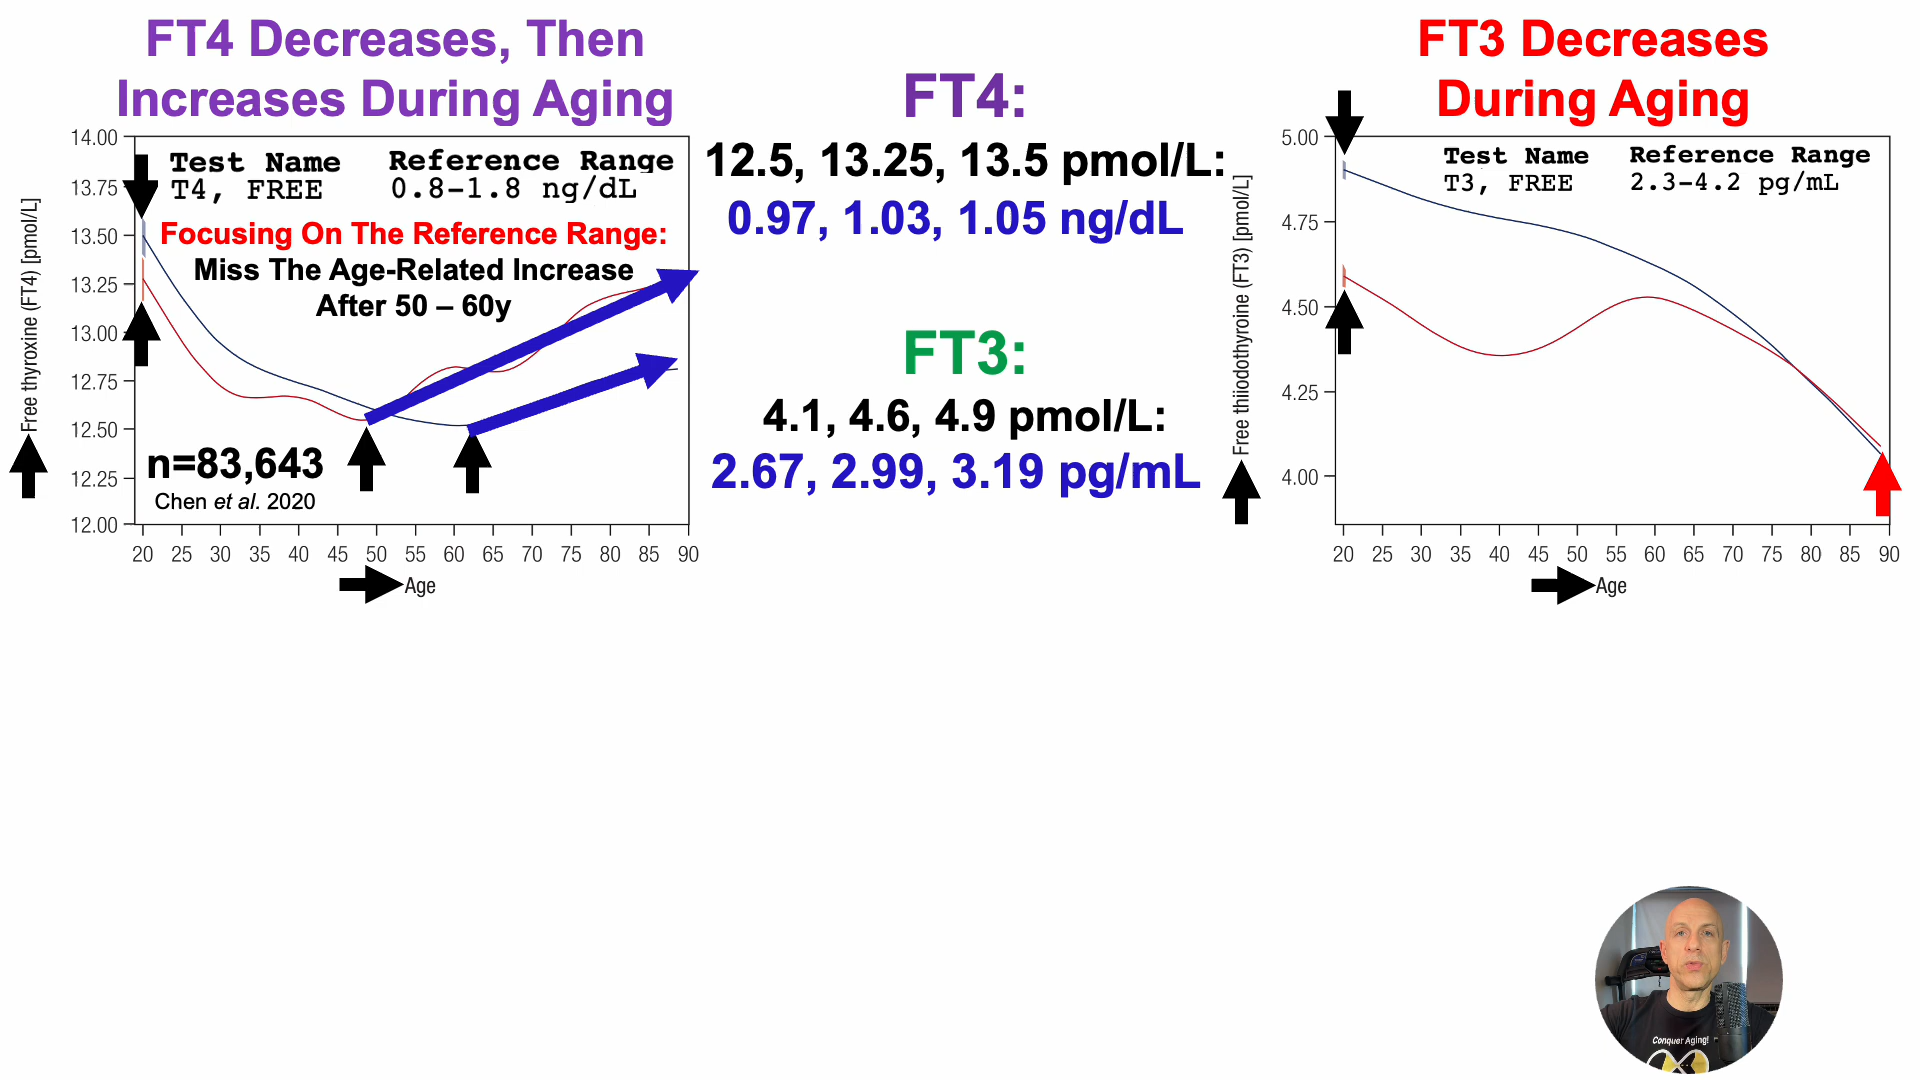 FT4 Decreases, Then
Increases During Aging
14.00
13.75
13.50
13.25
13.00
12.75
12.50
12.25
12.00
Free thyroxine (FT4) [pmol/L]
Test Name Reference Range
T4, FREE 0.8-1.8 ng/dL
Focusing On The Reference Range:
Miss The Age-Related Increase
After 50 – 60y
n=83,643
Chen et al. 2020
20 25 30 35 40 45 50 55 60 65 70 75 80 85 90
Age
FT4:
12.5, 13.25, 13.5 pmol/L:
0.97, 1.03, 1.05 ng/dL
FT3:
4.1, 4.6, 4.9 pmol/L:
2.67, 2.99, 3.19 pg/mL
FT3 Decreases
During Aging
5.00
4.75
4.50
4.25
4.00
Free thiiodothyroine (FT3) [pmol/L]
Test Name Reference Range
T3, FREE 2.3-4.2 pg/mL
20 25 30 35 40 45 50 55 60 65 70 75 80 85 90
Age
Conquer Aging!